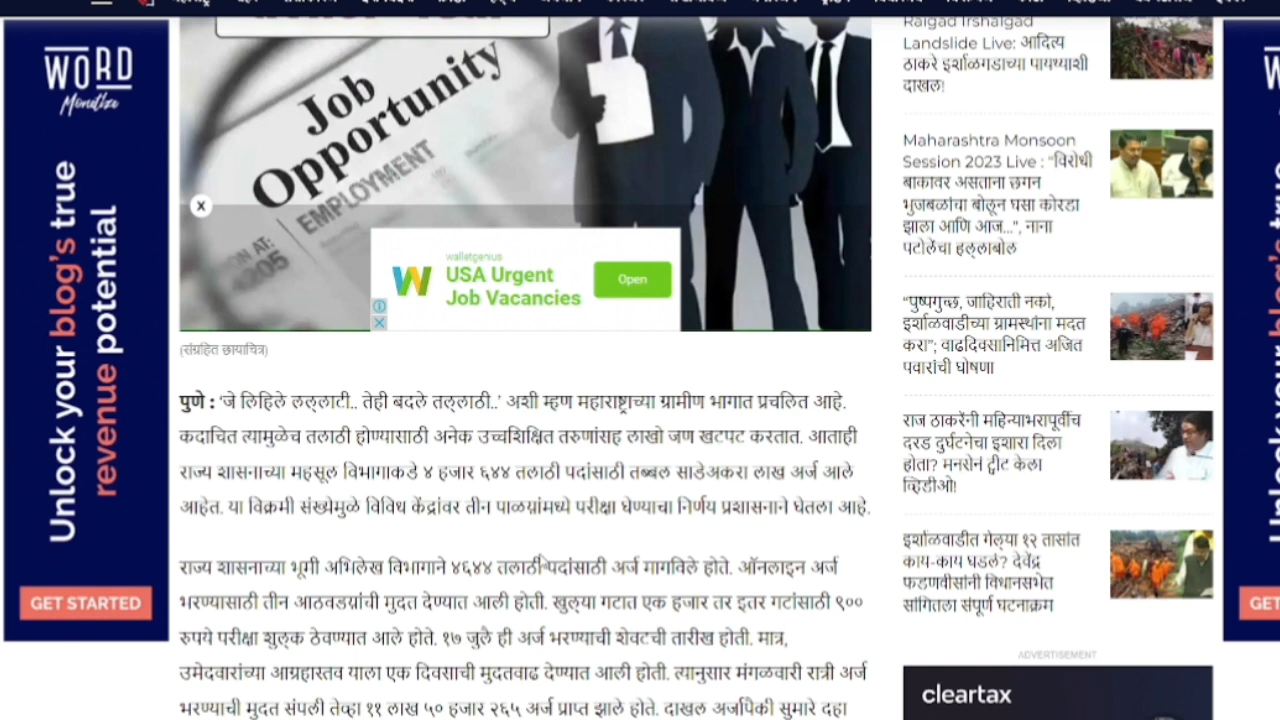 WORD
Monetize
Unlock your blog's true
revenue potential
GET STARTED
Job
Opportunity
EMPLOYMENT
ON AT:
X
walletgenius
USA Urgent
Job Vacancies
Open
(संग्रहित छायाचित्र)
पुणे : 'जे लिहिले लल्लाटी.. तेही बदले तल्लाठी..' अशी म्हण महाराष्ट्राच्या ग्रामीण भागात प्रचलित आहे.
कदाचित त्यामुळेच तलाठी होण्यासाठी अनेक उच्चशिक्षित तरुणांसह लाखो जण खटपट करतात. आताही
राज्य शासनाच्या महसूल विभागाकडे ४ हजार ६४४ तलाठी पदांसाठी तब्बल साडेअकरा लाख अर्ज आले
आहेत. या विक्रमी संख्येमुळे विविध केंद्रांवर तीन पाळय़ांमध्ये परीक्षा घेण्याचा निर्णय प्रशासनाने घेतला आहे.
राज्य शासनाच्या भूमी अभिलेख विभागाने ४६४४ तलाठी पदांसाठी अर्ज मागविले होते. ऑनलाइन अर्ज
भरण्यासाठी तीन आठवडय़ांची मुदत देण्यात आली होती. खुल्या गटात एक हजार तर इतर गटांसाठी ९००
रुपये परीक्षा शुल्क ठेवण्यात आले होते. १७ जुलै ही अर्ज भरण्याची शेवटची तारीख होती. मात्र,
उमेदवारांच्या आग्रहास्तव याला एक दिवसाची मुदतवाढ देण्यात आली होती. त्यानुसार मंगळवारी रात्री अर्ज
भरण्याची मुदत संपली तेव्हा ११ लाख ५० हजार २६५ अर्ज प्राप्त झाले होते. दाखल अर्जांपैकी सुमारे दहा
Raigad Irshalgad
Landslide Live: आदित्य
ठाकरे इर्शाळगडाच्या पायथ्याशी
दाखल!
Maharashtra Monsoon
Session 2023 Live : "विरोधी
बाकावर असताना छगन
भुजबळांचा बोलून घसा कोरडा
झाला आणि आज...", नाना
पटोलेंचा हल्लाबोल
"पुष्पगुच्छ, जाहिराती नको,
इर्शाळवाडीच्या ग्रामस्थांना मदत
करा"; वाढदिवसानिमित्त अजित
पवारांची घोषणा
राज ठाकरेंनी महिन्याभरापूर्वीच
दरड दुर्घटनेचा इशारा दिला
होता? मनसेनं ट्वीट केला
व्हिडीओ!
इर्शाळवाडीत गेल्या १२ तासांत
काय-काय घडलं? देवेंद्र
फडणवीसांनी विधानसभेत
सांगितला संपूर्ण घटनाक्रम
ADVERTISEMENT
cleartax